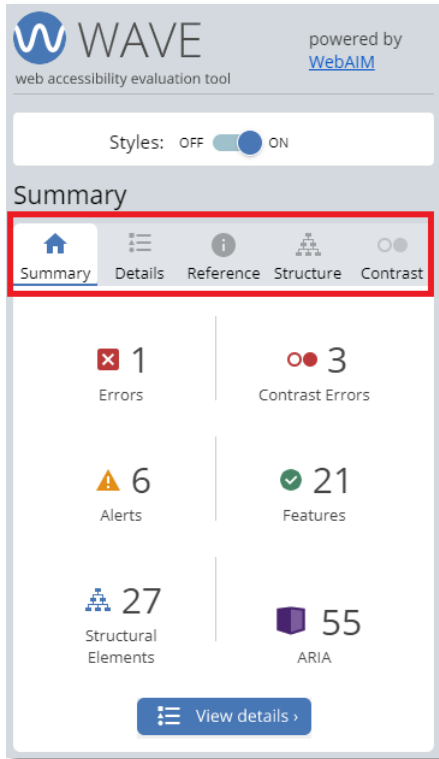 WAVE
powered by
WebAIM
web accessibility evaluation tool
Styles: OFF ON
Summary
Summary Details Reference Structure Contrast
1
Errors
3
Contrast Errors
6
Alerts
21
Features
27
Structural
Elements
55
ARIA
View details ›